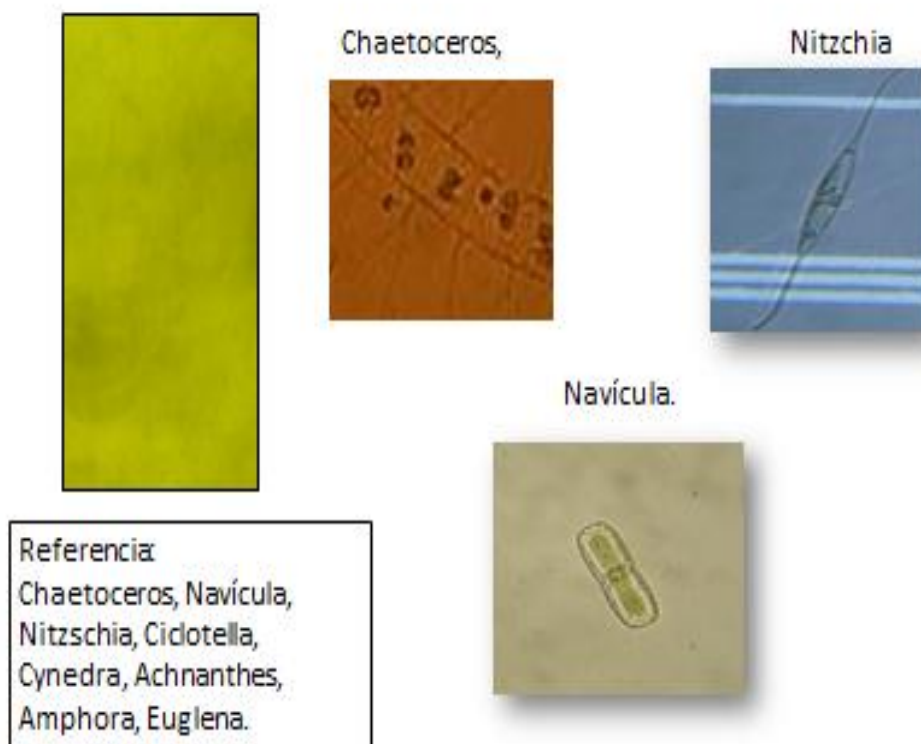 Chaetoceros,
Nitzchia
Navícula.
Referencia:
Chaetoceros, Navícula,
Nitzschia, Ciclotella,
Cynedra, Achnanthes,
Amphora, Euglena.